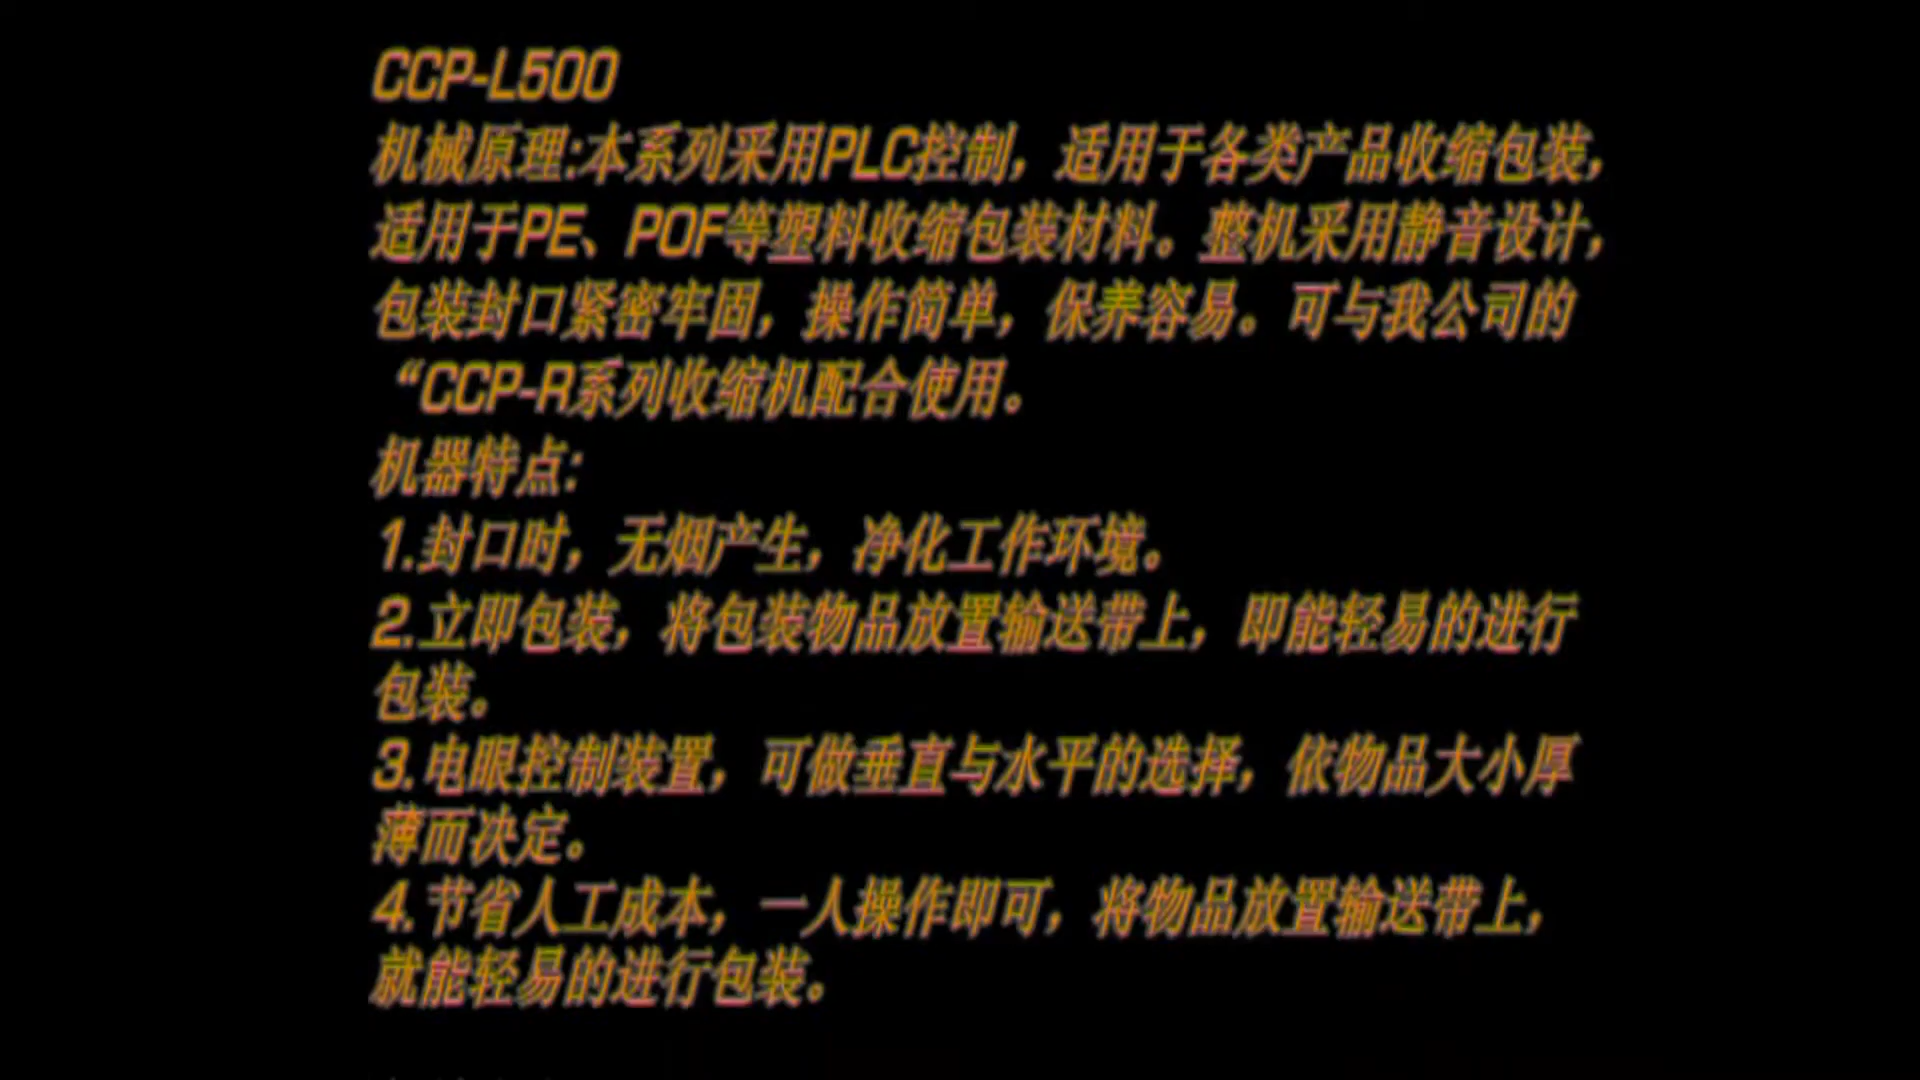 CCP-L500
机械原理:本系列采用PLC控制，适用于各类产品收缩包装，
适用于PE、POF等塑料收缩包装材料。整机采用静音设计，
包装封口紧密牢固，操作简单，保养容易。可与我公司的
“CCP-R系列收缩机配合使用。
机器特点:
1.封口时，无烟产生，净化工作环境。
2.立即包装，将包装物品放置输送带上，即能轻易的进行
包装。
3.电眼控制装置，可做垂直与水平的选择，依物品大小厚
薄而决定。
4.节省人工成本，一人操作即可，将物品放置输送带上，
就能轻易的进行包装。